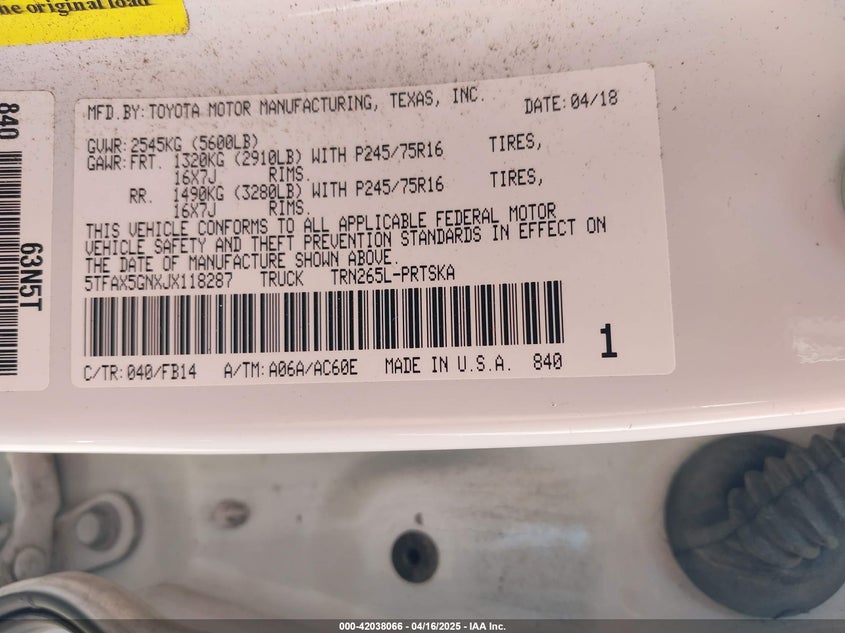 he original load
840
63N5T
MFD.BY: TOYOTA MOTOR MANUFACTURING, TEXAS, INC. DATE: 04/18
GVWR: 2545KG (5600LB)
GAWR: FRT. 1320KG (2910LB) WITH P245/75R16 TIRES,
16X7J RIMS.
RR. 1490KG (3280LB) WITH P245/75R16 TIRES,
16X7J RIMS.
THIS VEHICLE CONFORMS TO ALL APPLICABLE FEDERAL MOTOR
VEHICLE SAFETY AND THEFT PREVENTION STANDARDS IN EFFECT ON
THE DATE OF MANUFACTURE SHOWN ABOVE.
5TFAX5GNXJX118287 TRUCK TRN265L-PRTSKA
C/TR: 040/FB14 A/TM: A06A/AC60E MADE IN U.S.A. 840 1
000-42038066 - 04/16/2025 - IAA Inc.